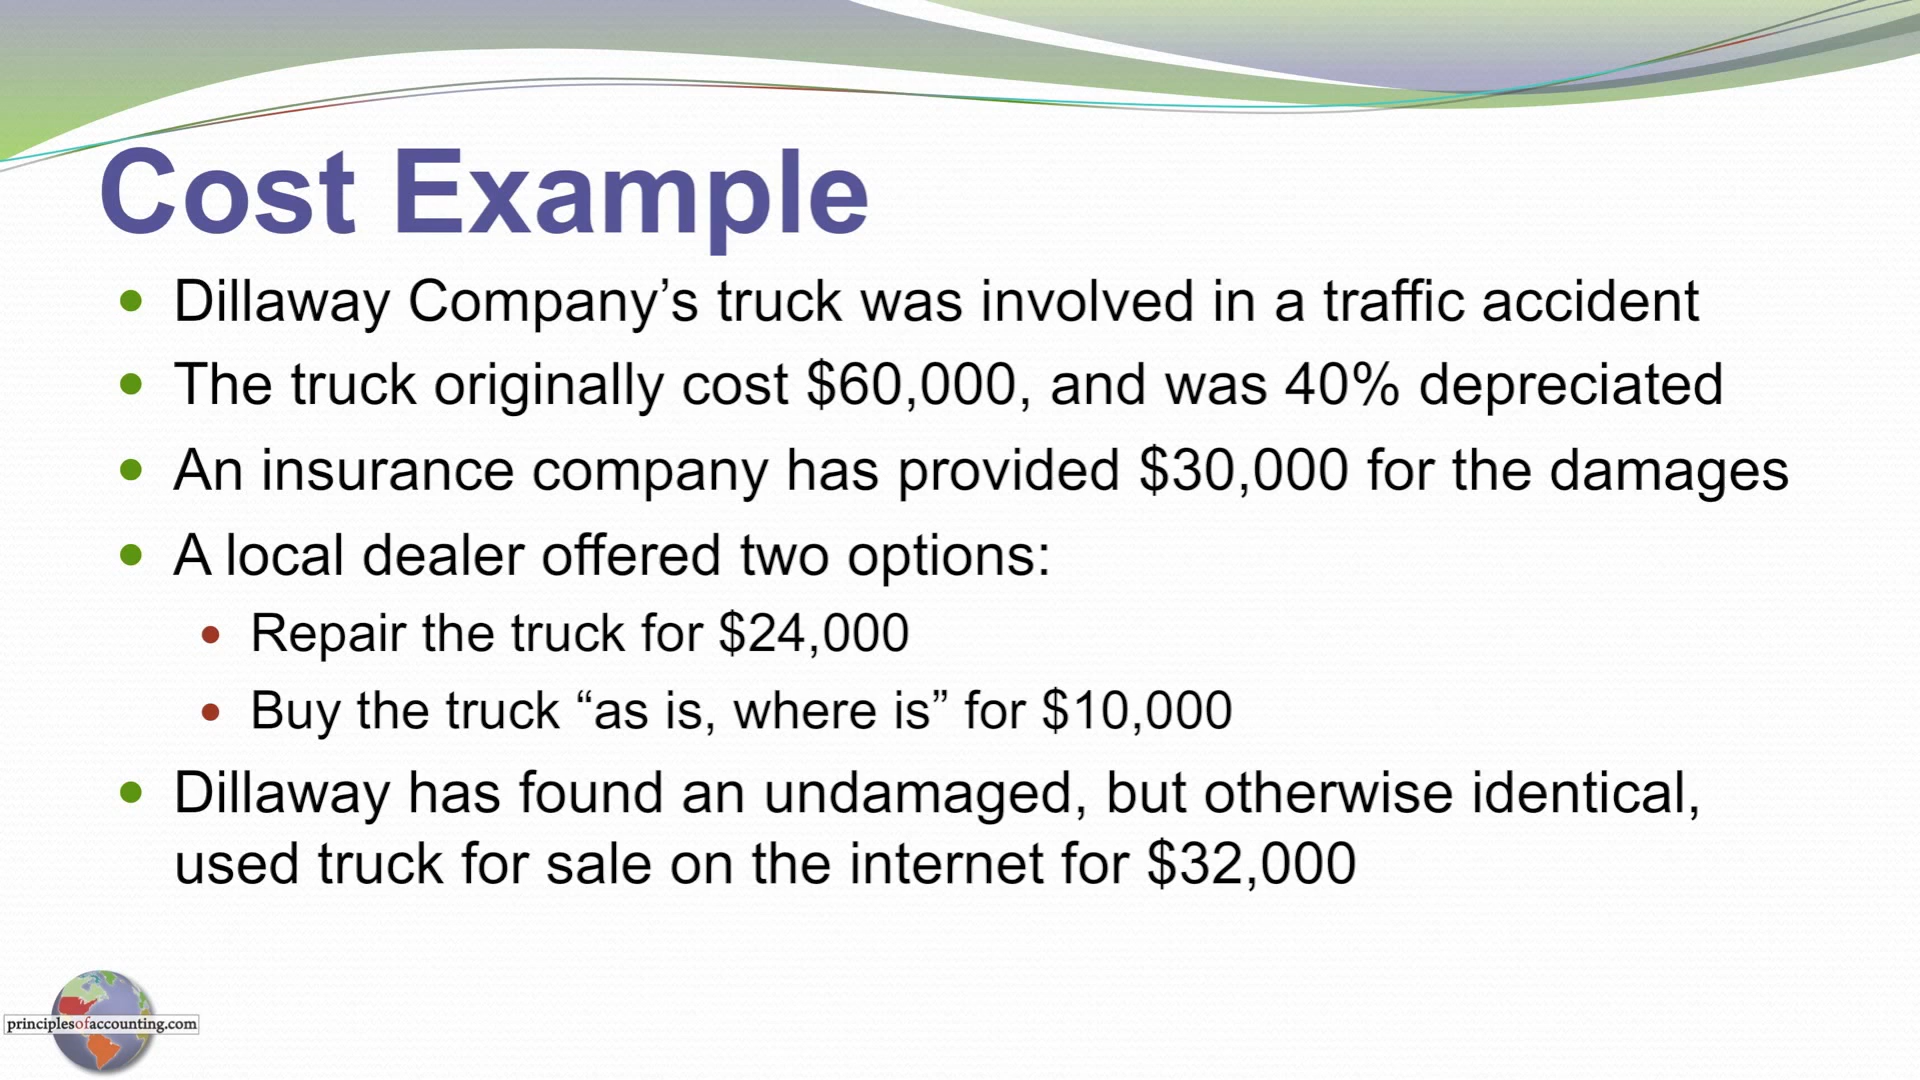 Cost Example
• Dillaway Company’s truck was involved in a traffic accident
• The truck originally cost $60,000, and was 40% depreciated
• An insurance company has provided $30,000 for the damages
• A local dealer offered two options:
• Repair the truck for $24,000
• Buy the truck “as is, where is” for $10,000
• Dillaway has found an undamaged, but otherwise identical,
used truck for sale on the internet for $32,000
principlesofaccounting.com